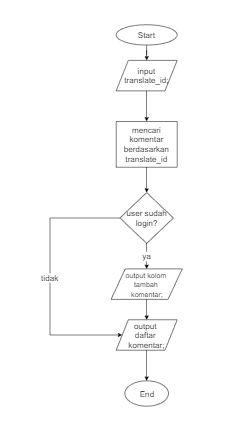 Start
input
translate_id;
mencari
komentar
berdasarkan
translate_id
user sudah
login?
ya
tidak
output kolom
tambah
komentar;
output
daftar
komentar;
End